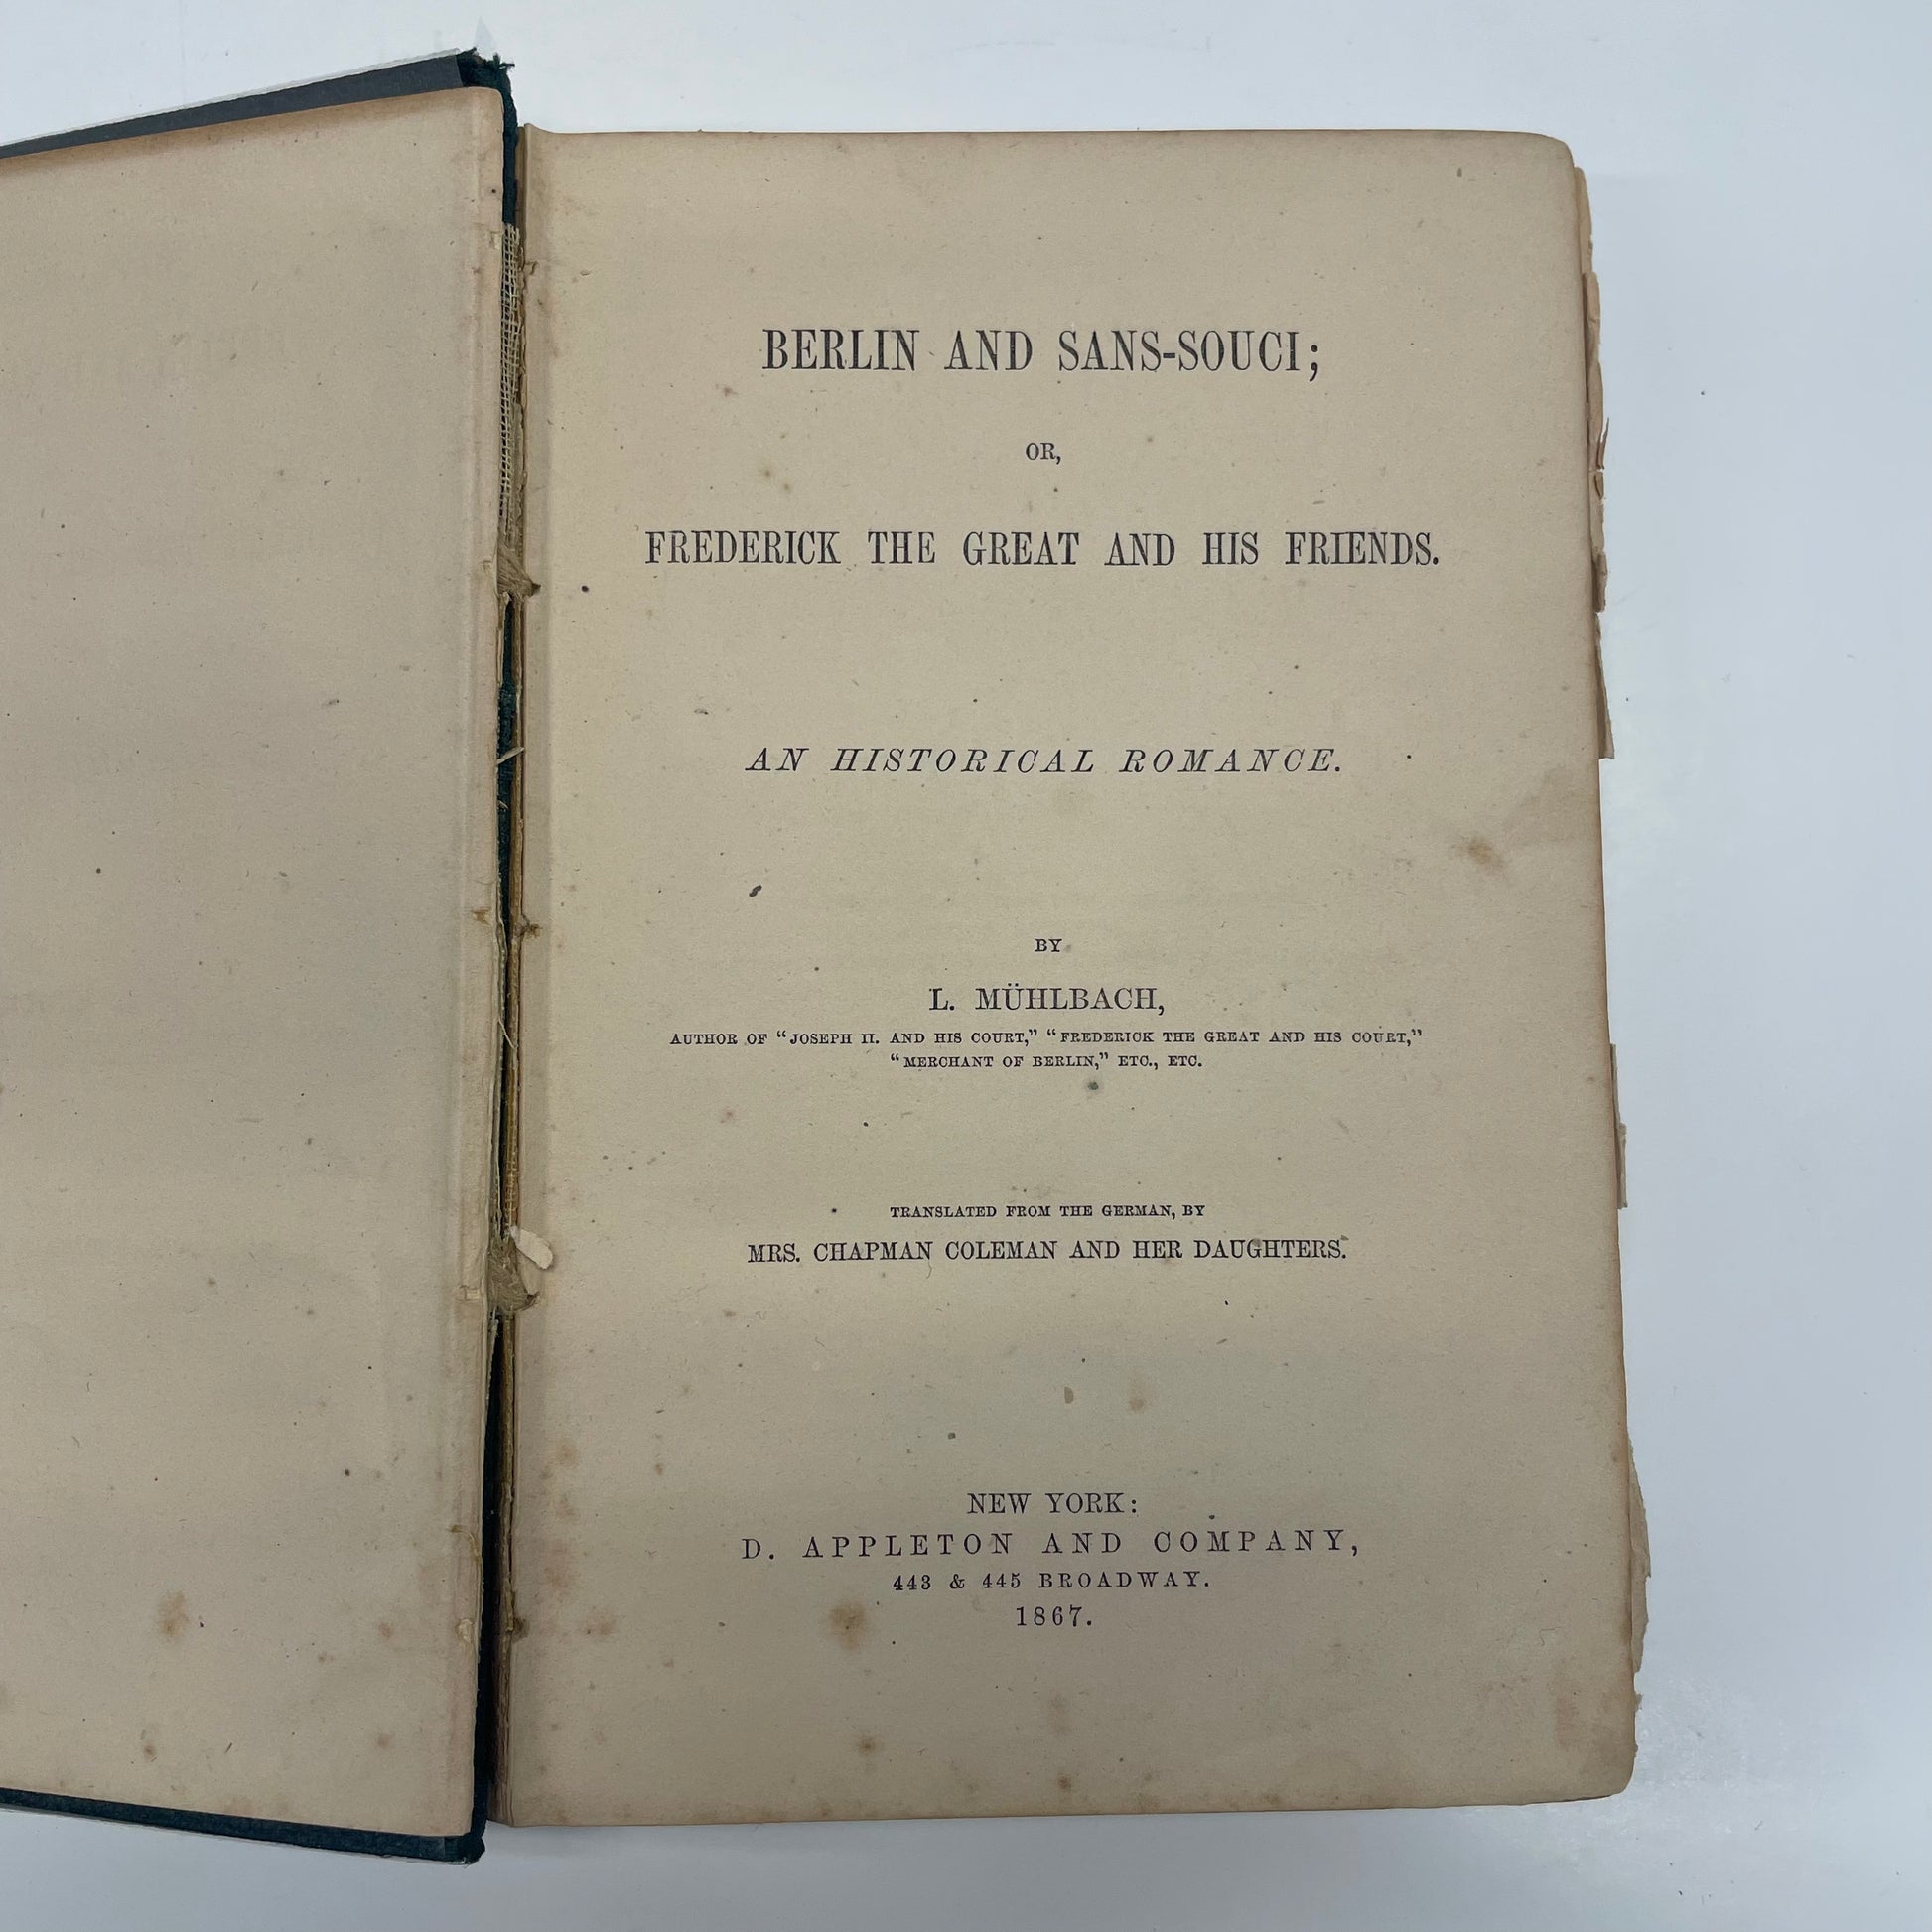 BERLIN AND SANS-SOUCI;
OR,
FREDERICK THE GREAT AND HIS FRIENDS.
AN HISTORICAL ROMANCE.
BY
L. MÜHLBACH,
AUTHOR OF "JOSEPH II. AND HIS COURT," "FREDERICK THE GREAT AND HIS COURT,"
"MERCHANT OF BERLIN," ETC., ETC.
TRANSLATED FROM THE GERMAN, BY
MRS. CHAPMAN COLEMAN AND HER DAUGHTERS.
NEW YORK:
D. APPLETON AND COMPANY,
443 & 445 BROADWAY.
1867.